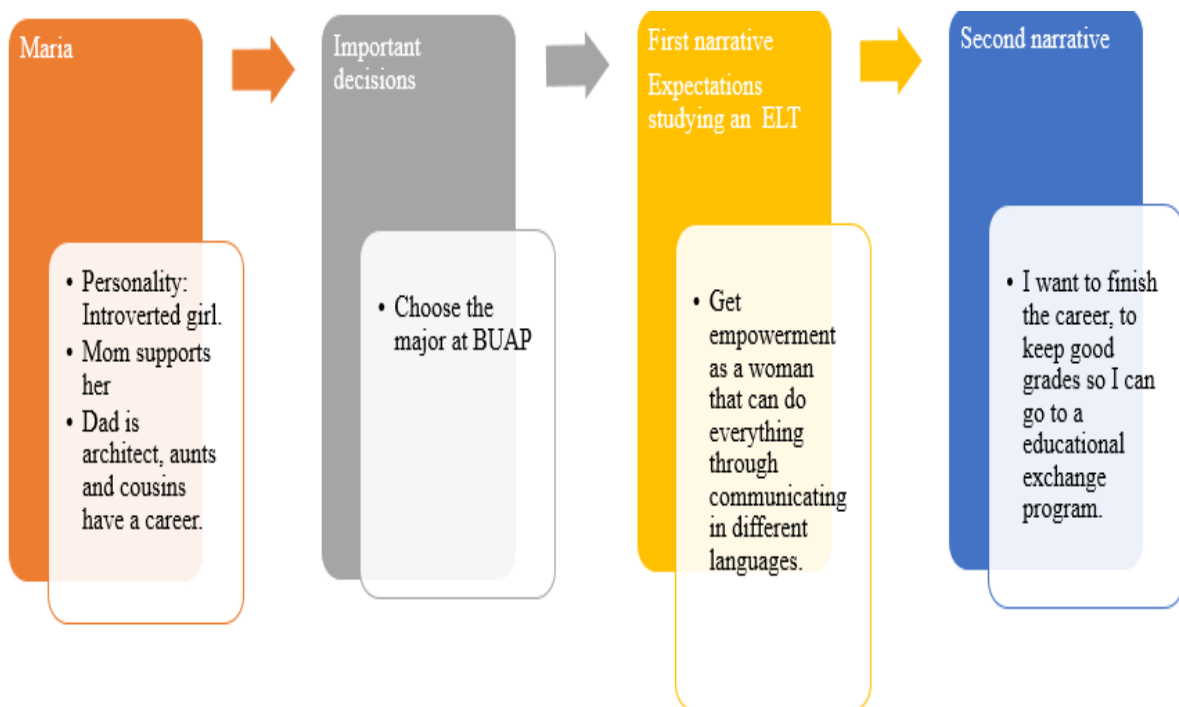 Maria
• Personality:
Introverted girl.
• Mom supports
her
• Dad is
architect, aunts
and cousins
have a career.
Important
decisions
• Choose the
major at BUAP
First narrative
Expectations
studying an ELT
• Get
empowerment
as a woman
that can do
everything
through
communicating
in different
languages.
Second narrative
• I want to finish
the career, to
keep good
grades so I can
go to a
educational
exchange
program.